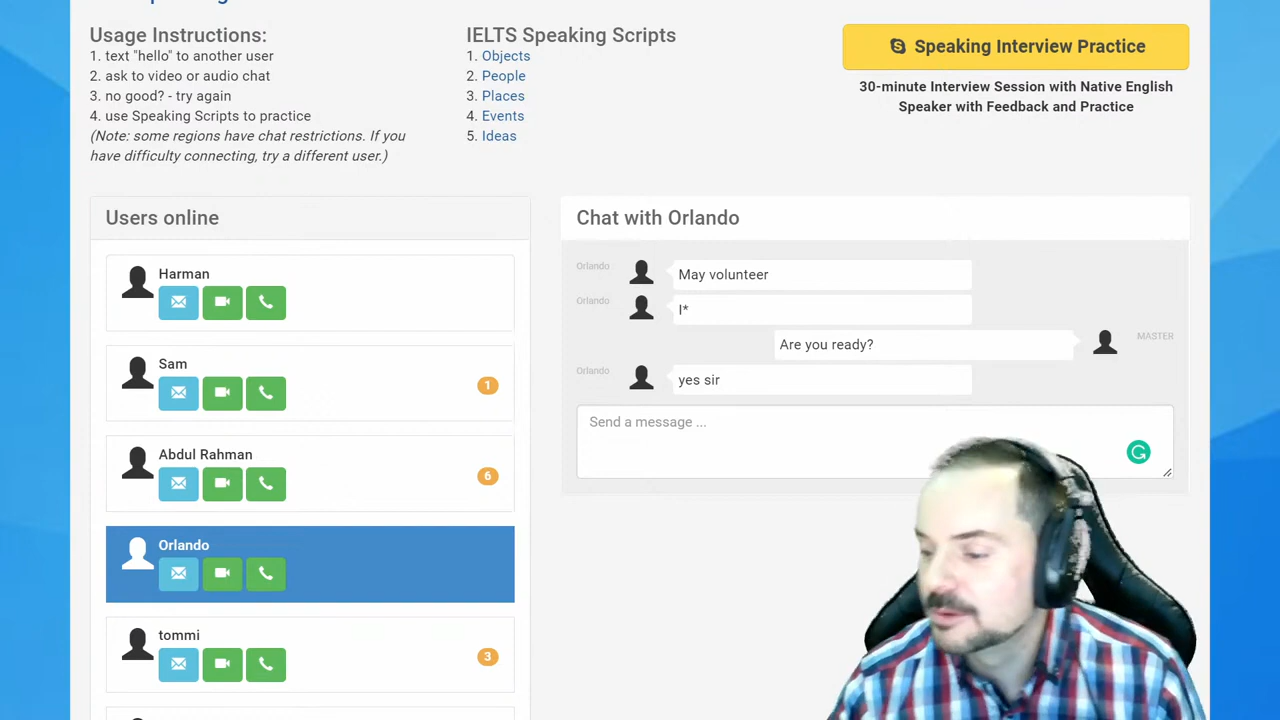 Usage Instructions:
1. text "hello" to another user
2. ask to video or audio chat
3. no good? - try again
4. use Speaking Scripts to practice
(Note: some regions have chat restrictions. If you
have difficulty connecting, try a different user.)
IELTS Speaking Scripts
1. Objects
2. People
3. Places
4. Events
5. Ideas
Speaking Interview Practice
30-minute Interview Session with Native English
Speaker with Feedback and Practice
Users online
Harman
Sam
1
Abdul Rahman
6
Orlando
tommi
3
Chat with Orlando
Orlando
May volunteer
Orlando
I*
Are you ready?
MASTER
Orlando
yes sir
Send a message ...